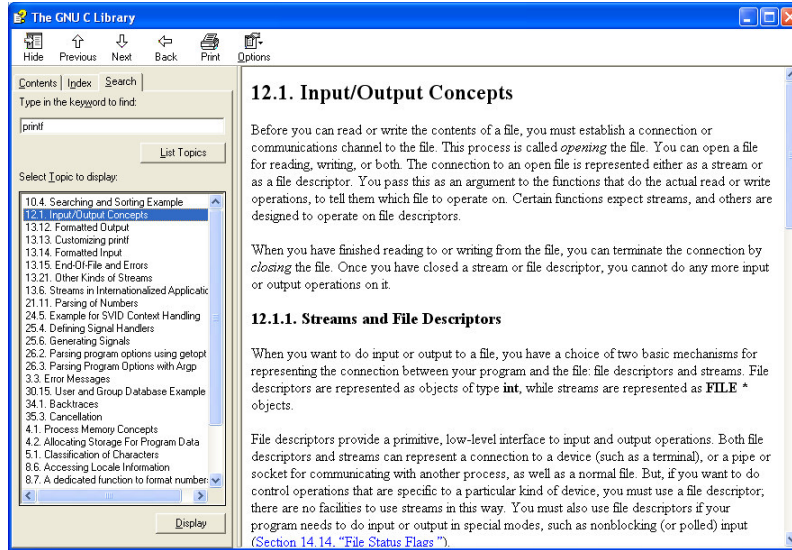 The GNU C Library
Hide Previous Next Back Print Options
Contents Index Search
Type in the keyword to find:
printf
List Topics
Select Topic to display:
10.4. Searching and Sorting Example
12.1. Input/Output Concepts
13.12. Formatted Output
13.13. Customizing printf
13.14. Formatted Input
13.15. End-Of-File and Errors
13.21. Other Kinds of Streams
13.6. Streams in Internationalized Applicatic
21.11. Parsing of Numbers
24.5. Example for SVID Context Handling
25.4. Defining Signal Handlers
25.6. Generating Signals
26.2. Parsing program options using getopt
26.3. Parsing Program Options with Argp
3.3. Error Messages
30.15. User and Group Database Example
34.1. Backtraces
35.3. Cancellation
4.1. Process Memory Concepts
4.2. Allocating Storage For Program Data
5.1. Classification of Characters
8.6. Accessing Locale Information
8.7. A dedicated function to format number:
Display
12.1. Input/Output Concepts
Before you can read or write the contents of a file, you must establish a connection or
communications channel to the file. This process is called opening the file. You can open a file
for reading, writing, or both. The connection to an open file is represented either as a stream or
as a file descriptor. You pass this as an argument to the functions that do the actual read or write
operations, to tell them which file to operate on. Certain functions expect streams, and others are
designed to operate on file descriptors.
When you have finished reading to or writing from the file, you can terminate the connection by
closing the file. Once you have closed a stream or file descriptor, you cannot do any more input
or output operations on it.
12.1.1. Streams and File Descriptors
When you want to do input or output to a file, you have a choice of two basic mechanisms for
representing the connection between your program and the file: file descriptors and streams. File
descriptors are represented as objects of type int, while streams are represented as FILE *
objects.
File descriptors provide a primitive, low-level interface to input and output operations. Both file
descriptors and streams can represent a connection to a device (such as a terminal), or a pipe or
socket for communicating with another process, as well as a normal file. But, if you want to do
control operations that are specific to a particular kind of device, you must use a file descriptor;
there are no facilities to use streams in this way. You must also use file descriptors if your
program needs to do input or output in special modes, such as nonblocking (or polled) input
(Section 14.14, “File Status Flags”).